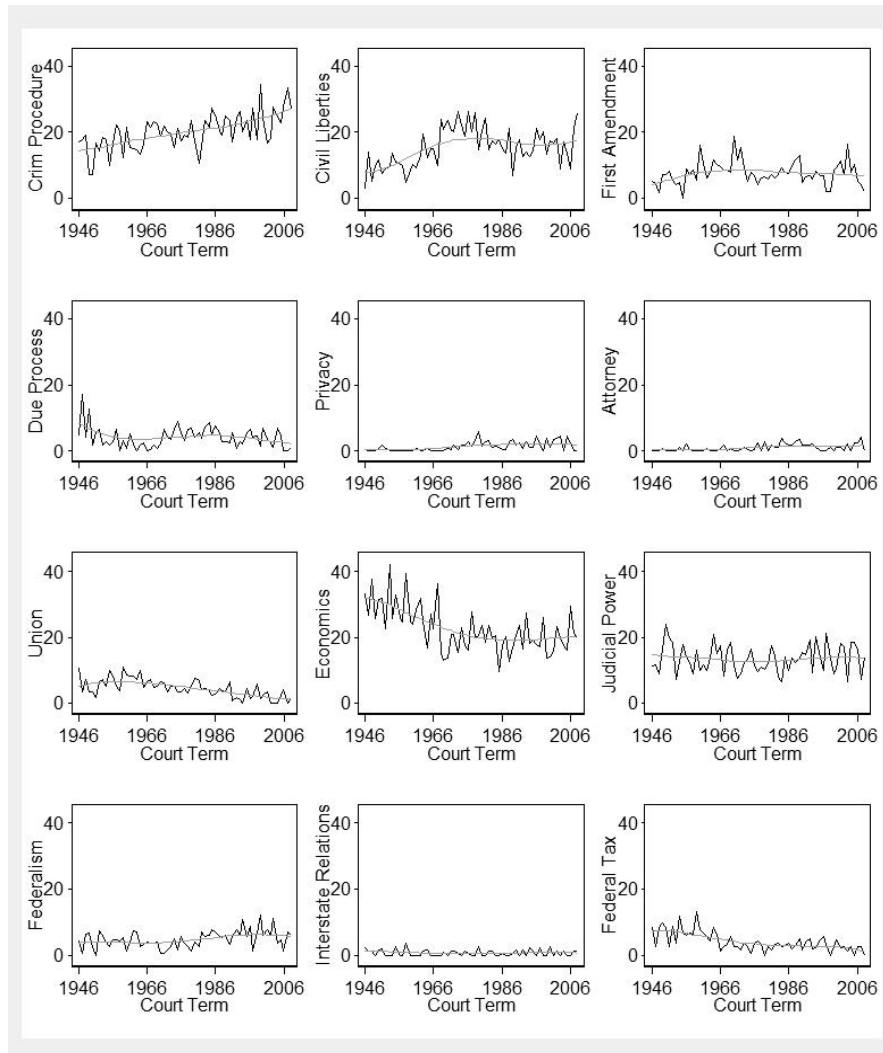 Crim Procedure
40
20
0
1946 1966 1986 2006
Court Term
Civil Liberties
40
20
0
1946 1966 1986 2006
Court Term
First Amendment
40
20
0
1946 1966 1986 2006
Court Term
Due Process
40
20
0
1946 1966 1986 2006
Court Term
Privacy
40
20
0
1946 1966 1986 2006
Court Term
Attorney
40
20
0
1946 1966 1986 2006
Court Term
Union
40
20
0
1946 1966 1986 2006
Court Term
Economics
40
20
0
1946 1966 1986 2006
Court Term
Judicial Power
40
20
0
1946 1966 1986 2006
Court Term
Federalism
40
20
0
1946 1966 1986 2006
Court Term
Interstate Relations
40
20
0
1946 1966 1986 2006
Court Term
Federal Tax
40
20
0
1946 1966 1986 2006
Court Term